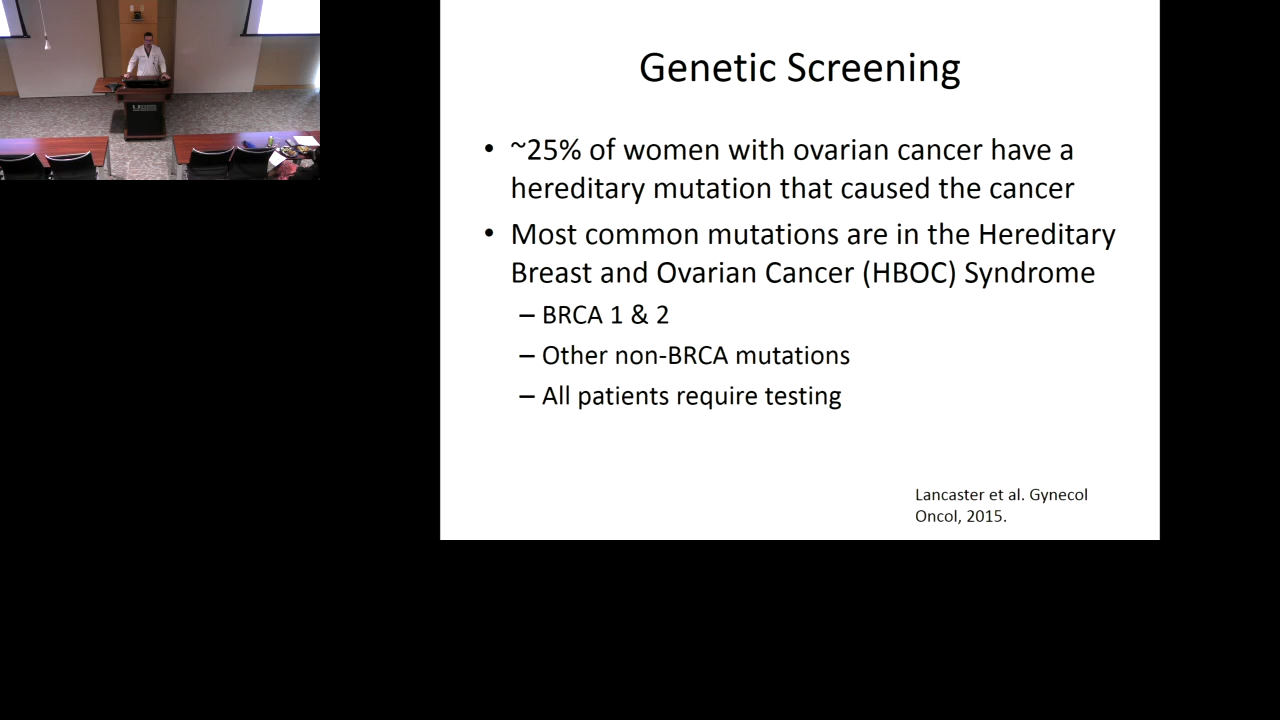 Genetic Screening
• ~25% of women with ovarian cancer have a
hereditary mutation that caused the cancer
• Most common mutations are in the Hereditary
Breast and Ovarian Cancer (HBOC) Syndrome
– BRCA 1 & 2
– Other non-BRCA mutations
– All patients require testing
Lancaster et al. Gynecol
Oncol, 2015.